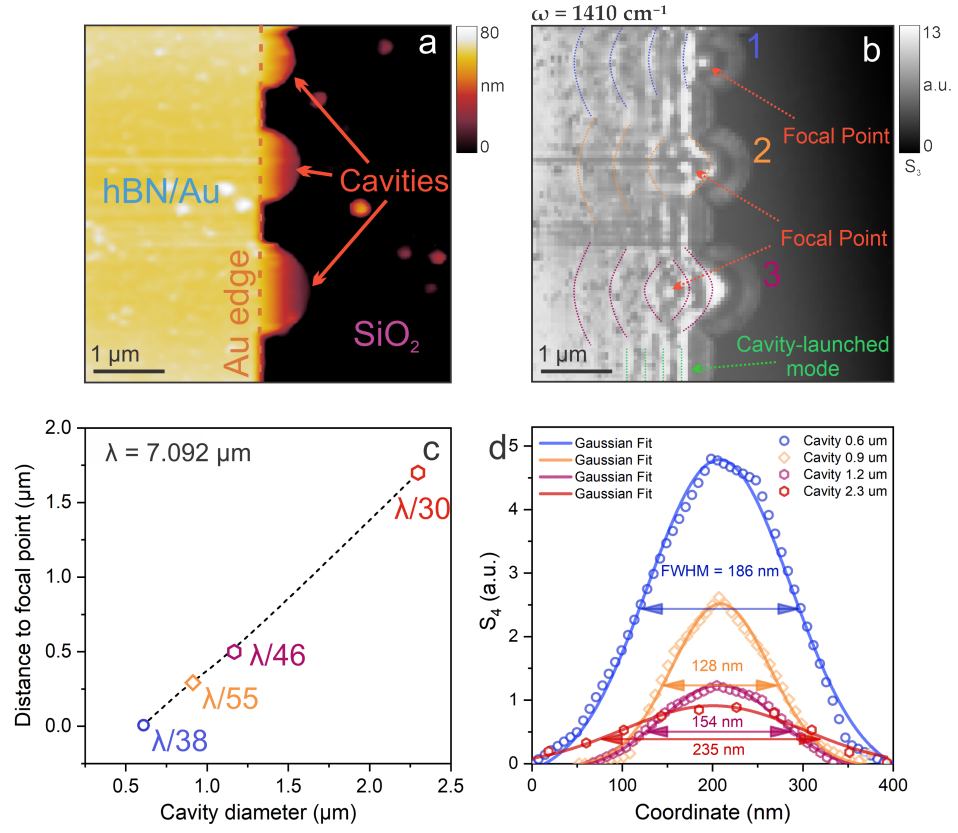 a
80
nm
0
Cavities
hBN/Au
Au edge
SiO₂
1 µm
ω = 1410 cm⁻¹
b
13
a.u.
0
S₃
1
Focal Point
2
Focal Point
3
Cavity-launched
mode
1 µm
c
λ = 7.092 µm
2.0
1.5
1.0
0.5
0.0
λ/30
λ/46
λ/55
λ/38
0.5
1.0
1.5
2.0
2.5
Distance to focal point (µm)
Cavity diameter (µm)
d
Gaussian Fit
Gaussian Fit
Gaussian Fit
Gaussian Fit
Cavity 0.6 um
Cavity 0.9 um
Cavity 1.2 um
Cavity 2.3 um
5
4
3
2
1
0
FWHM = 186 nm
128 nm
154 nm
235 nm
0
100
200
300
400
S₄ (a.u.)
Coordinate (nm)